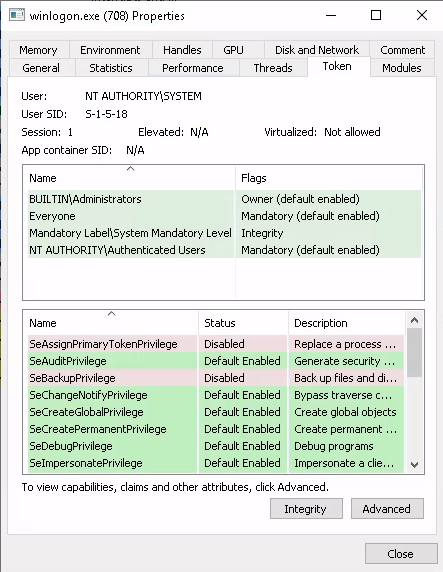 winlogon.exe (708) Properties
Memory Environment Handles GPU Disk and Network Comment
General Statistics Performance Threads Token Modules
User: NT AUTHORITY\SYSTEM
User SID: S-1-5-18
Session: 1 Elevated: N/A Virtualized: Not allowed
App container SID: N/A
Name Flags
BUILTIN\Administrators Owner (default enabled)
Everyone Mandatory (default enabled)
Mandatory Label\System Mandatory Level Integrity
NT AUTHORITY\Authenticated Users Mandatory (default enabled)
Name Status Description
SeAssignPrimaryTokenPrivilege Disabled Replace a process ...
SeAuditPrivilege Default Enabled Generate security ...
SeBackupPrivilege Disabled Back up files and di...
SeChangeNotifyPrivilege Default Enabled Bypass traverse c...
SeCreateGlobalPrivilege Default Enabled Create global objects
SeCreatePermanentPrivilege Default Enabled Create permanent ...
SeDebugPrivilege Default Enabled Debug programs
SeImpersonatePrivilege Default Enabled Impersonate a clie...
To view capabilities, claims and other attributes, click Advanced.
Integrity Advanced
Close